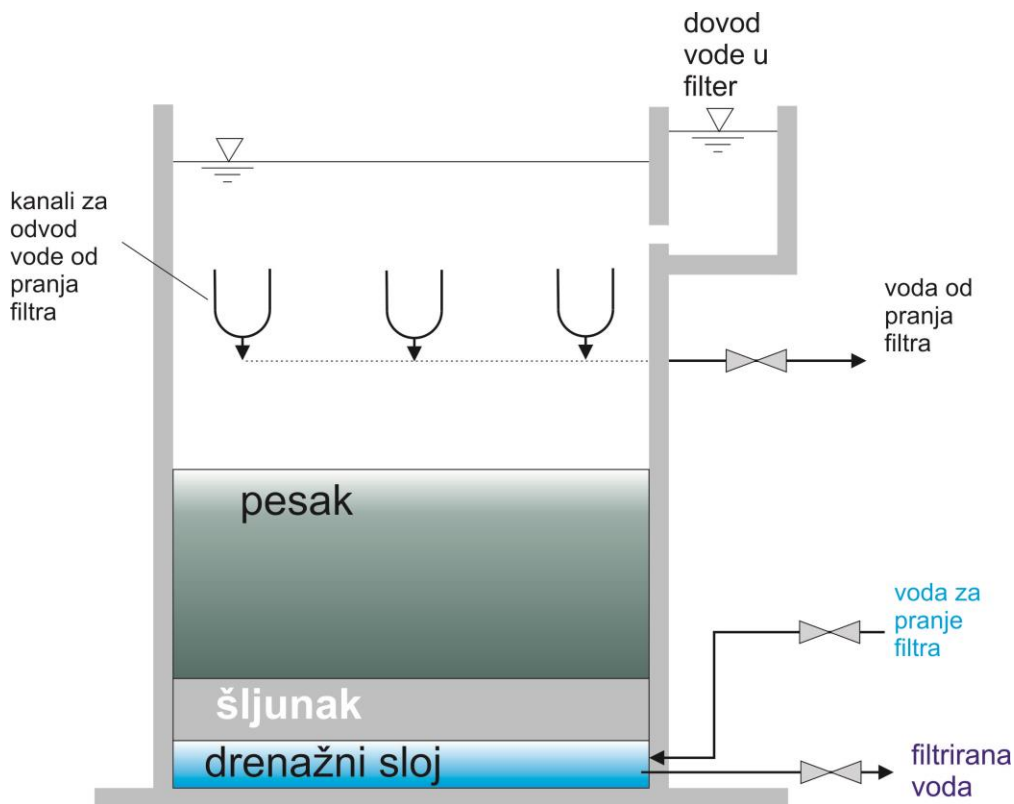 dovod
vode u
filter
kanali za
odvod
vode od
pranja
filtra
voda od
pranja
filtra
pesak
voda za
pranje
filtra
šljunak
drenažni sloj
filtrirana
voda